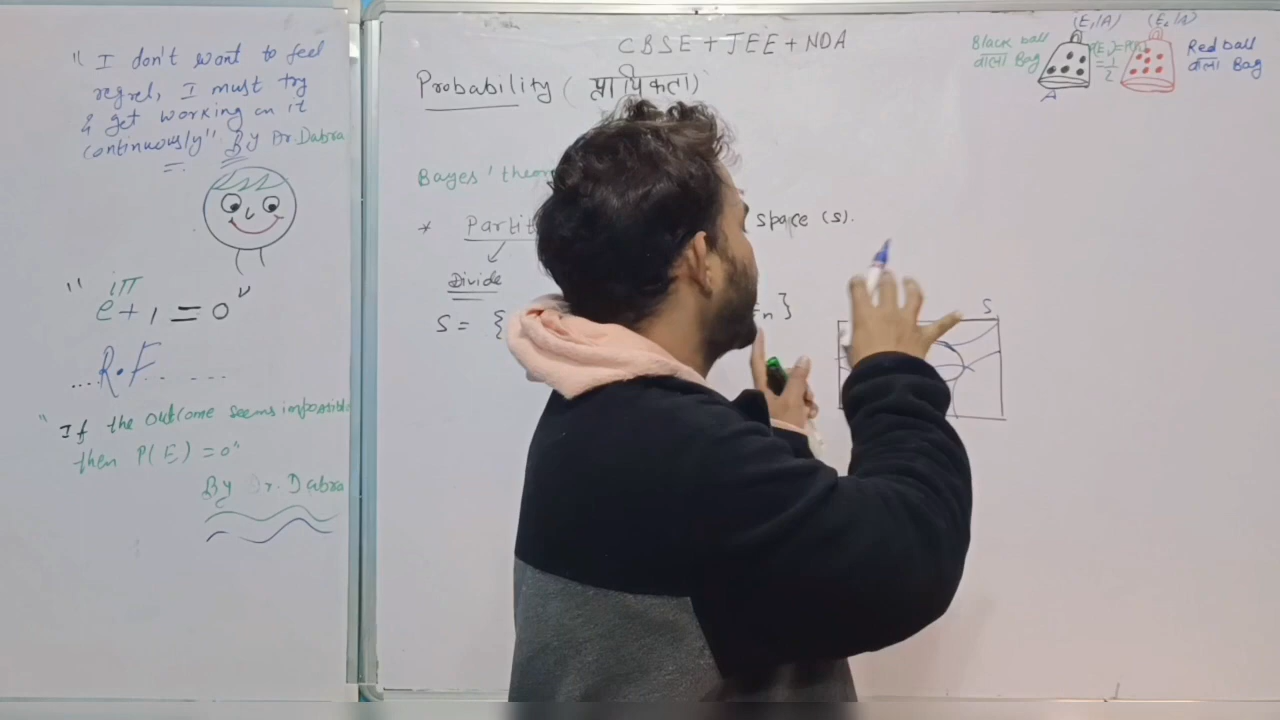 " I don't want to feel
regret, I must try
& get working on it
continuously" By Dr Dabra
" e^iπ + 1 = 0 "
.... R.F.. ...
" If the outcome seems impossible
then P(E) = 0"
By Dr. Dabra
CBSE + JEE + NDA
Probability ( प्रायिकता )
Bayes' theor
* Partit space (s).
Divide
S = { En }
S
(E₁/A)
Black ball
वाला Bag
A
P(E₁)=P(
= 1/2
Red ball
वाला Bag